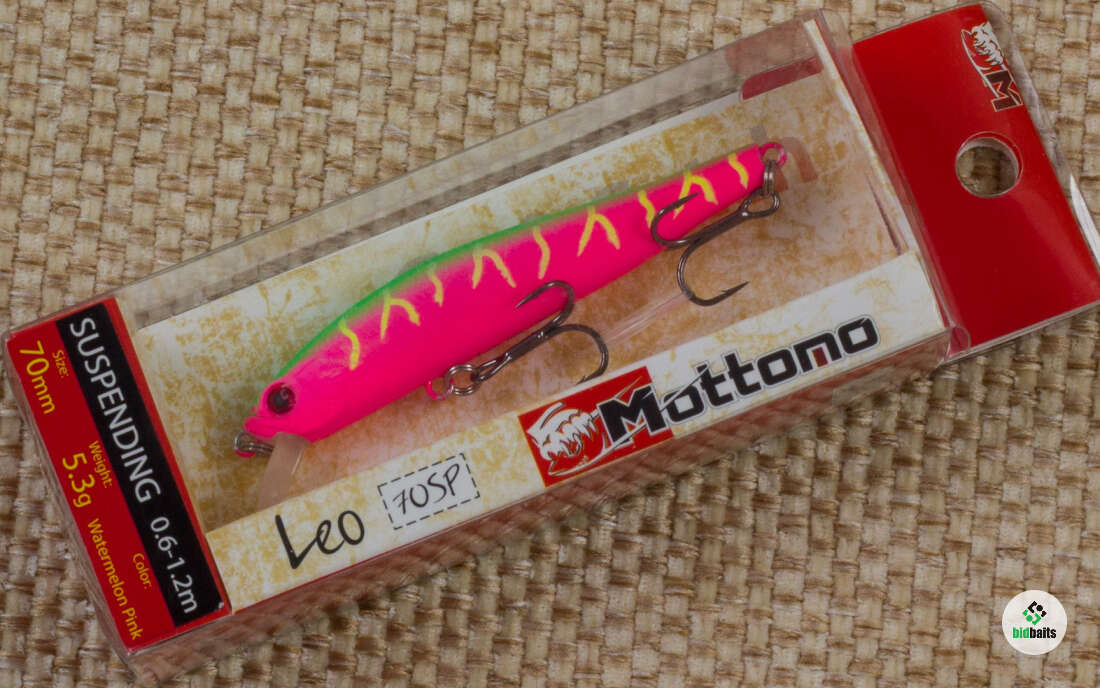 SUSPENDING 0.6-1.2m
Size: Weight: Color:
70mm 5.3g Watermelon Pink
Leo
70SP
Mottomo
M
bidbaits